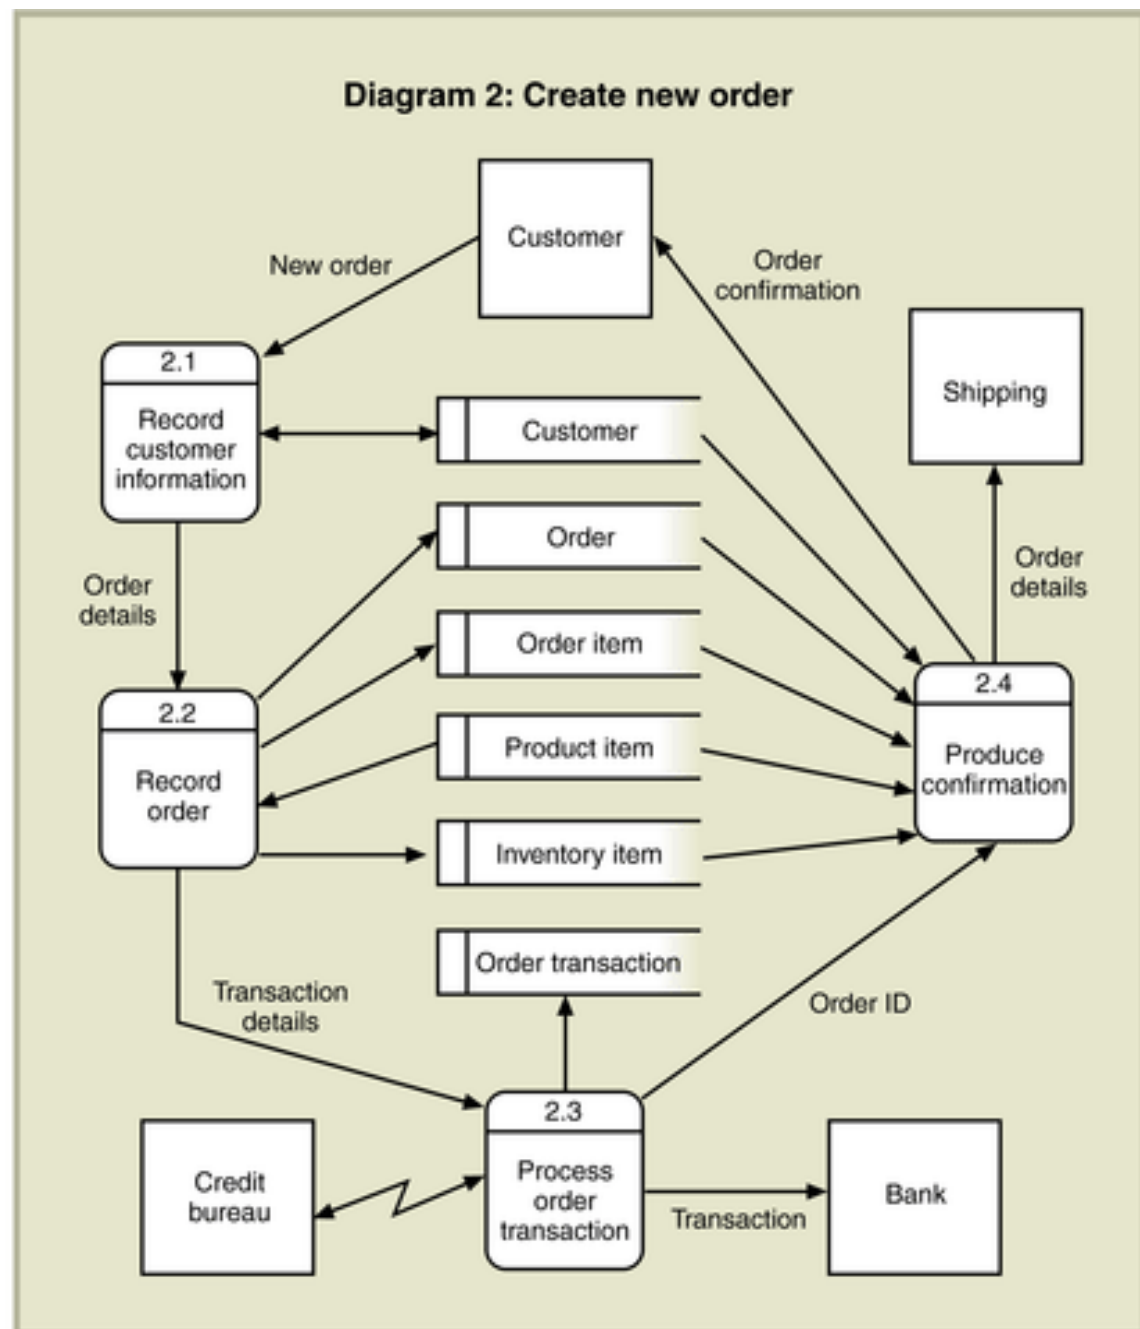 Diagram 2: Create new order
Customer
New order
Order
confirmation
Shipping
2.1
Record
customer
information
Customer
Order
Order
details
Order
details
Order item
2.2
Record
order
Product item
2.4
Produce
confirmation
Inventory item
Order transaction
Transaction
details
Order ID
2.3
Process
order
transaction
Credit
bureau
Transaction
Bank